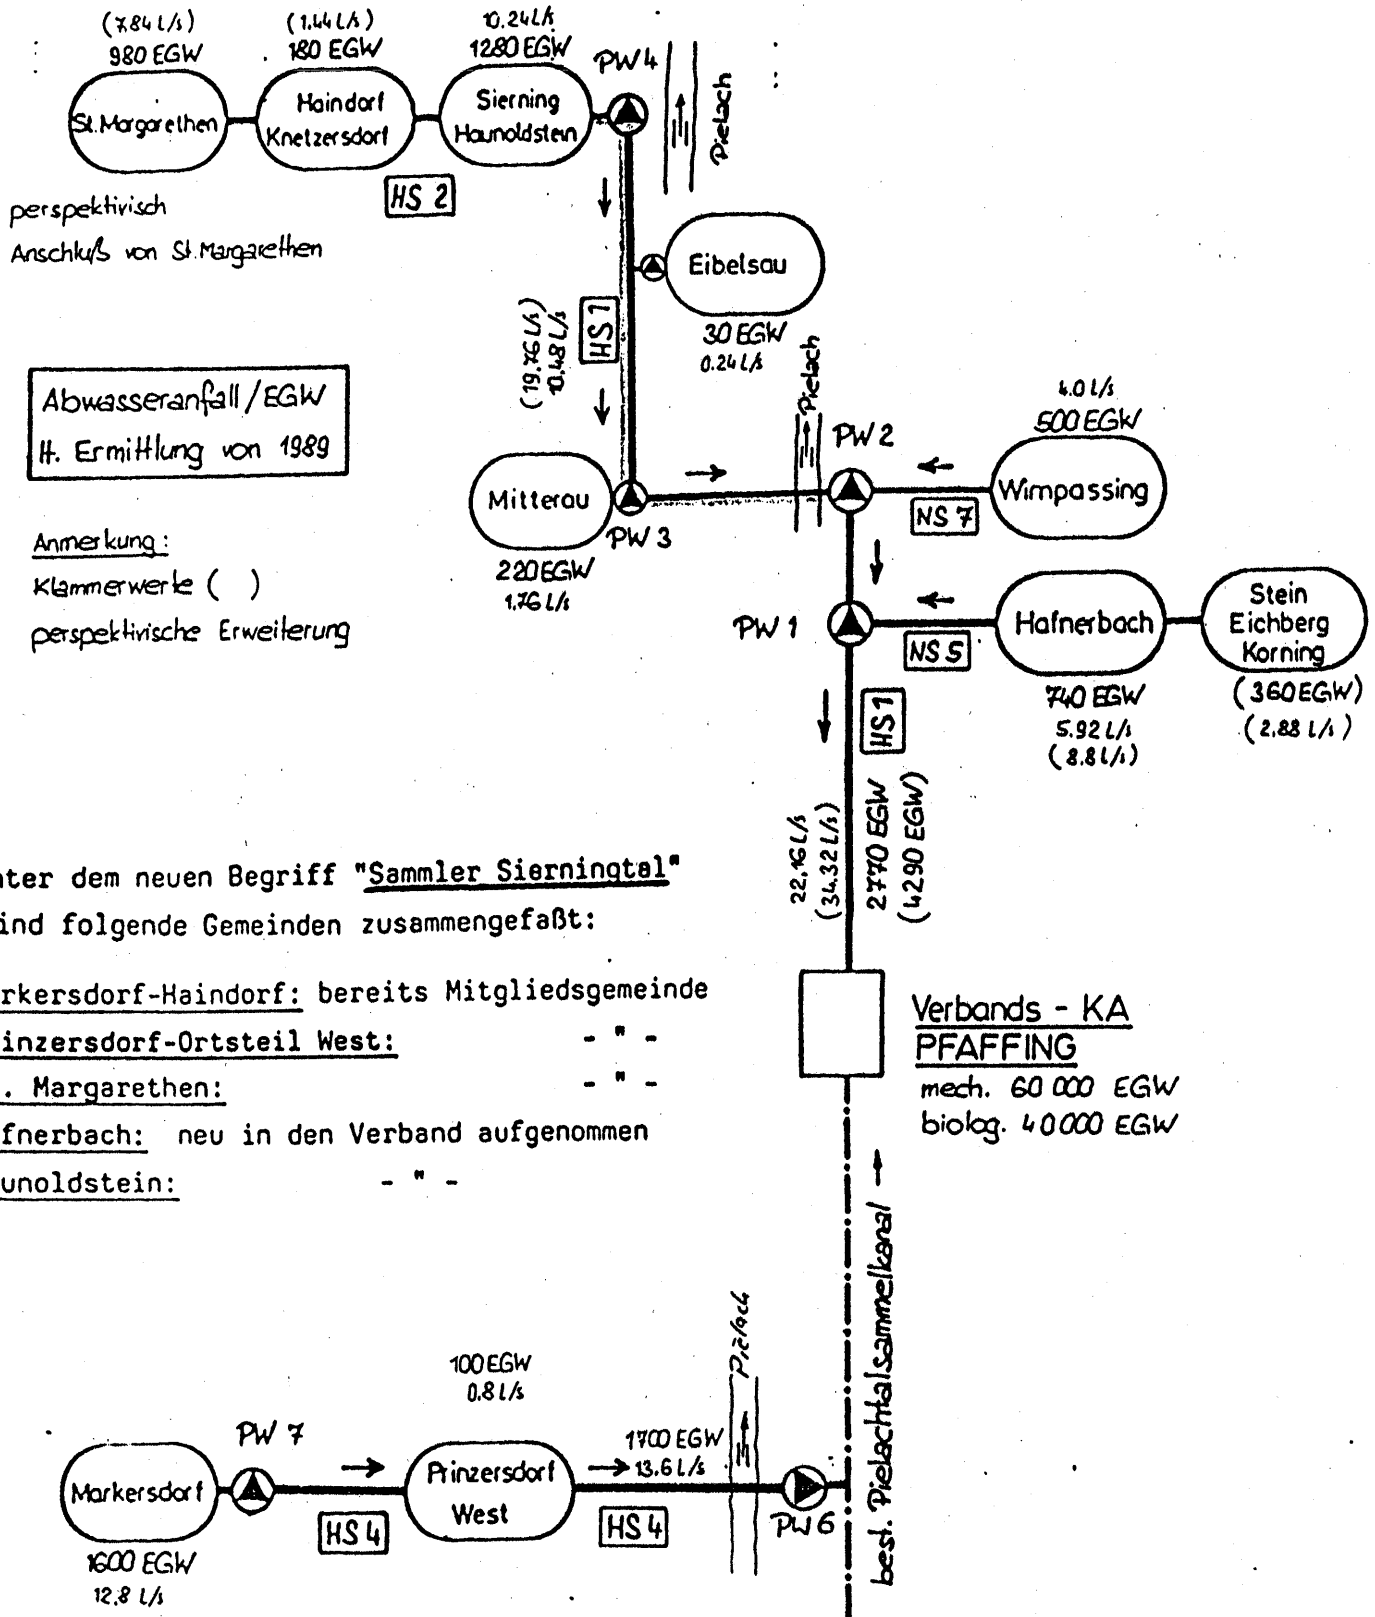 (7.84 l/s)
980 EGW
(1.44 l/s)
180 EGW
10.24 l/s
1280 EGW
PW 4
St. Margarethen
Haindorf
Knetzersdorf
Sierning
Haunoldstein
Pielach
HS 2
perspektivisch
Anschluß von St. Margarethen
Eibelsau
30 EGW
0.24 l/s
HS 1
(19.76 l/s)
10.48 l/s
Abwasseranfall/EGW
lt. Ermittlung von 1989
Pielach
PW 2
4.0 l/s
500 EGW
Wimpassing
NS 7
Mitterau
PW 3
220 EGW
1.76 l/s
Anmerkung:
Klammerwerte ( )
perspektivische Erweiterung
PW 1
NS 5
Hafnerbach
740 EGW
5.92 l/s
(8.8 l/s)
Stein
Eichberg
Korning
(360 EGW)
(2.88 l/s)
HS 1
22.16 l/s
(34.32 l/s)
2770 EGW
(4290 EGW)
nter dem neuen Begriff "Sammler Sierningtal"
ind folgende Gemeinden zusammengefaßt:
rkersdorf-Haindorf: bereits Mitgliedsgemeinde
inzersdorf-Ortsteil West: - " -
. Margarethen: - " -
fnerbach: neu in den Verband aufgenommen
unoldstein: - " -
Verbands - KA
PFAFFING
mech. 60 000 EGW
biolog. 40 000 EGW
best. Pielachtalsammelkanal
Pielach
100 EGW
0.8 l/s
PW 7
Markersdorf
1600 EGW
12.8 l/s
HS 4
Prinzersdorf
West
1700 EGW
13.6 l/s
HS 4
PW 6